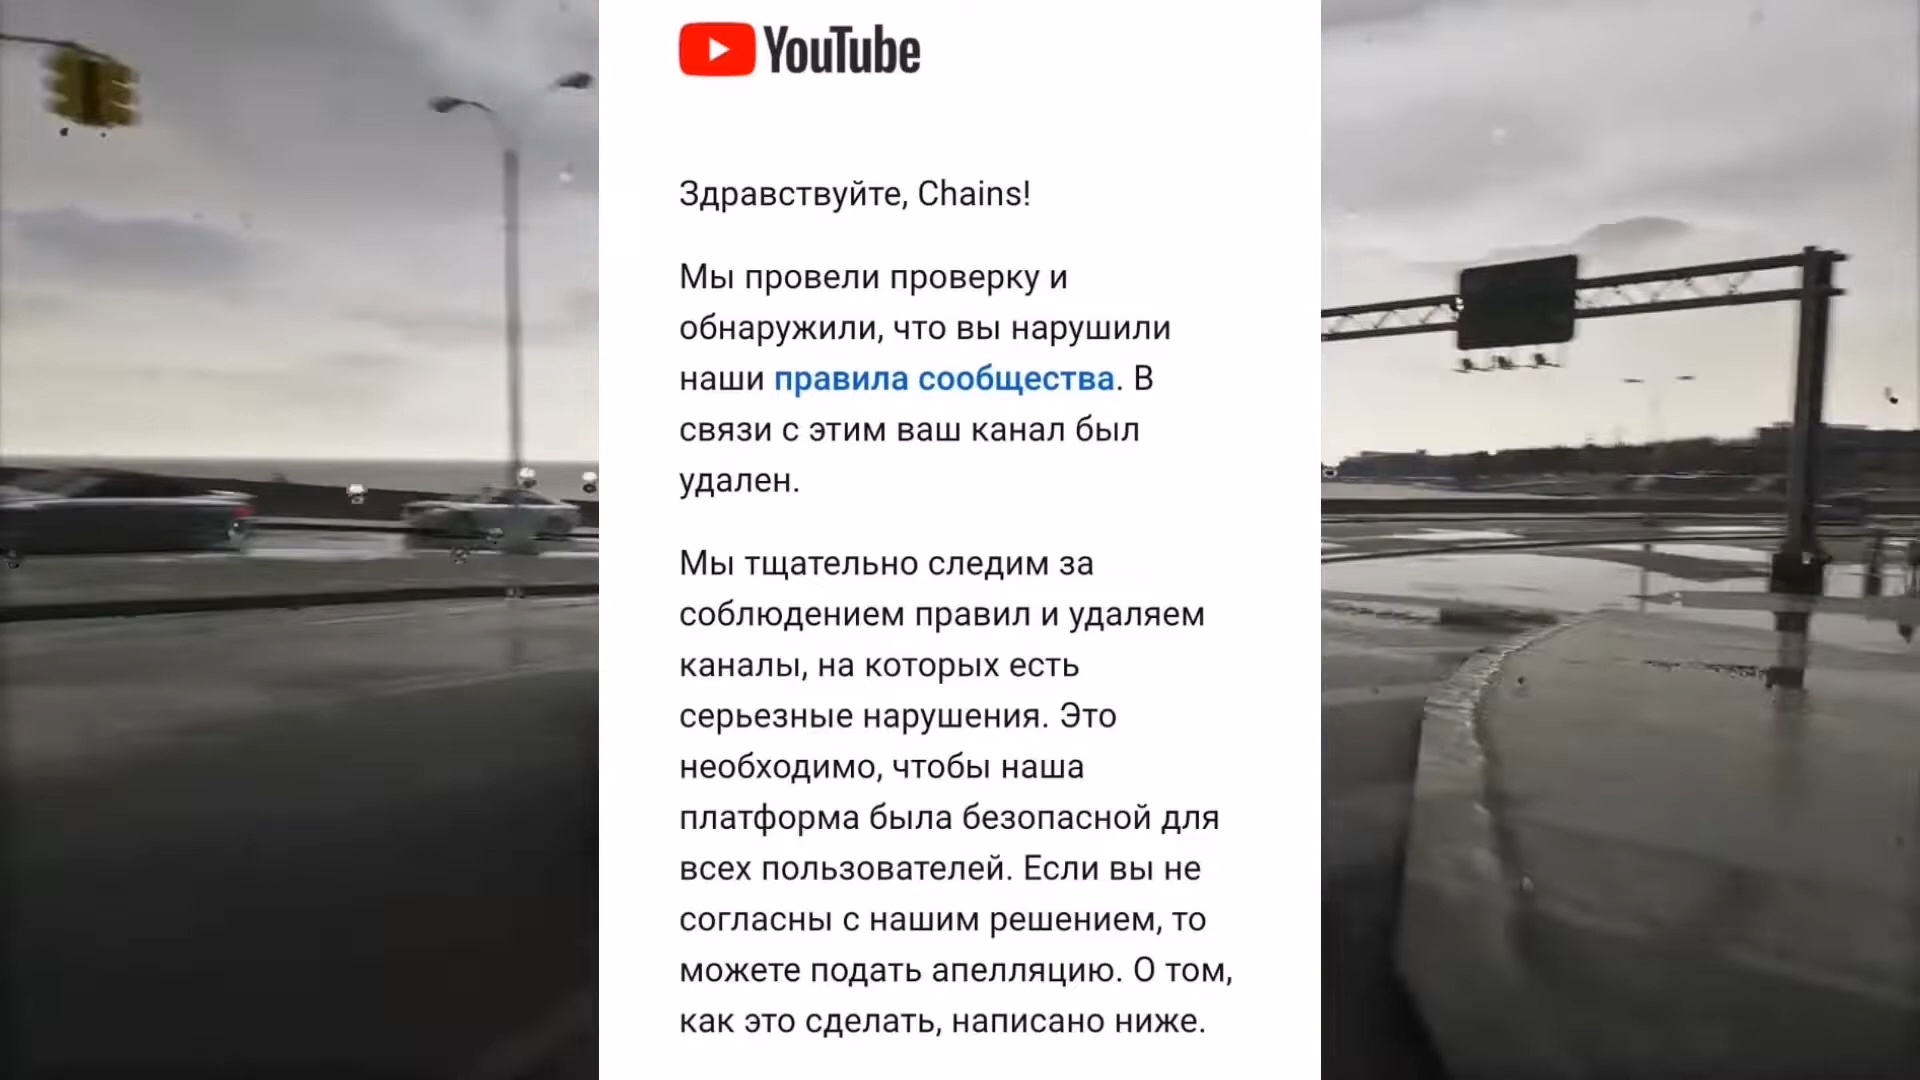 YouTube
Здравствуйте, Chains!
Мы провели проверку и
обнаружили, что вы нарушили
наши правила сообщества. В
связи с этим ваш канал был
удален.
Мы тщательно следим за
соблюдением правил и удаляем
каналы, на которых есть
серьезные нарушения. Это
необходимо, чтобы наша
платформа была безопасной для
всех пользователей. Если вы не
согласны с нашим решением, то
можете подать апелляцию. О том,
как это сделать, написано ниже.